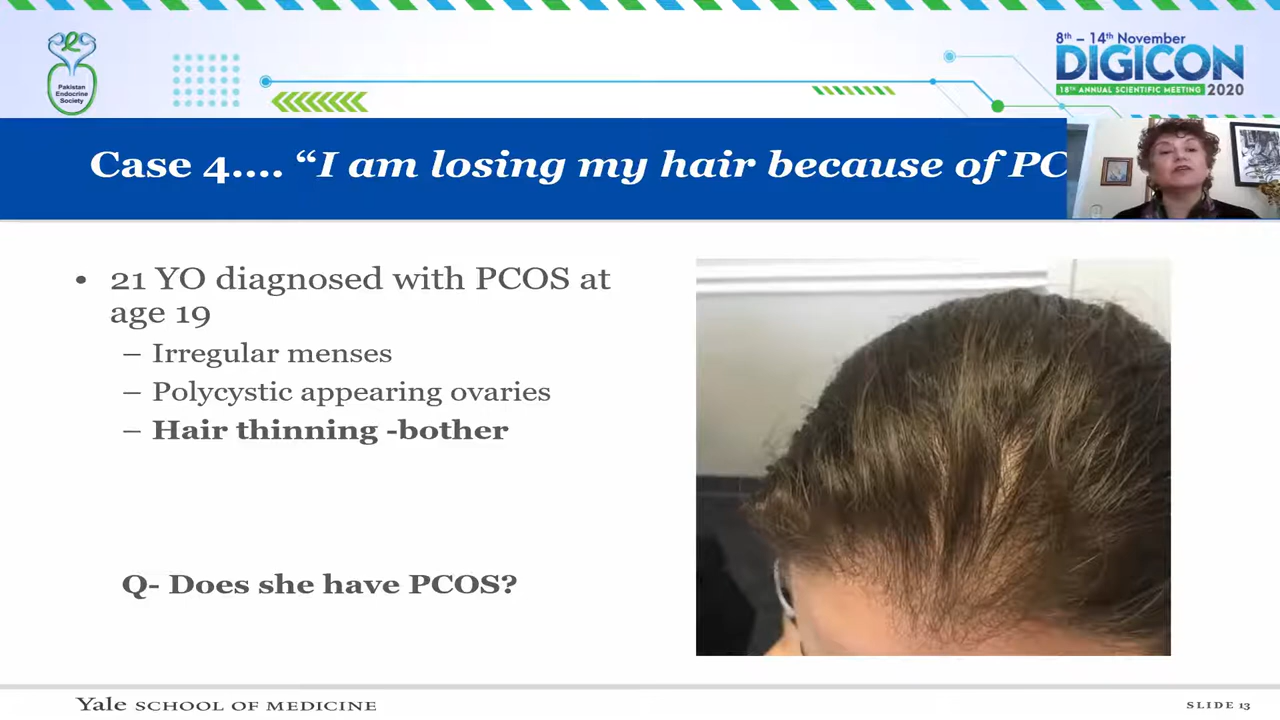 8th – 14th November
DIGICON
18TH ANNUAL SCIENTIFIC MEETING 2020
Pakistan
Endocrine
Society
Case 4.... “I am losing my hair because of PC
• 21 YO diagnosed with PCOS at
age 19
– Irregular menses
– Polycystic appearing ovaries
– Hair thinning -bother
Q- Does she have PCOS?
Yale SCHOOL OF MEDICINE
SLIDE 13